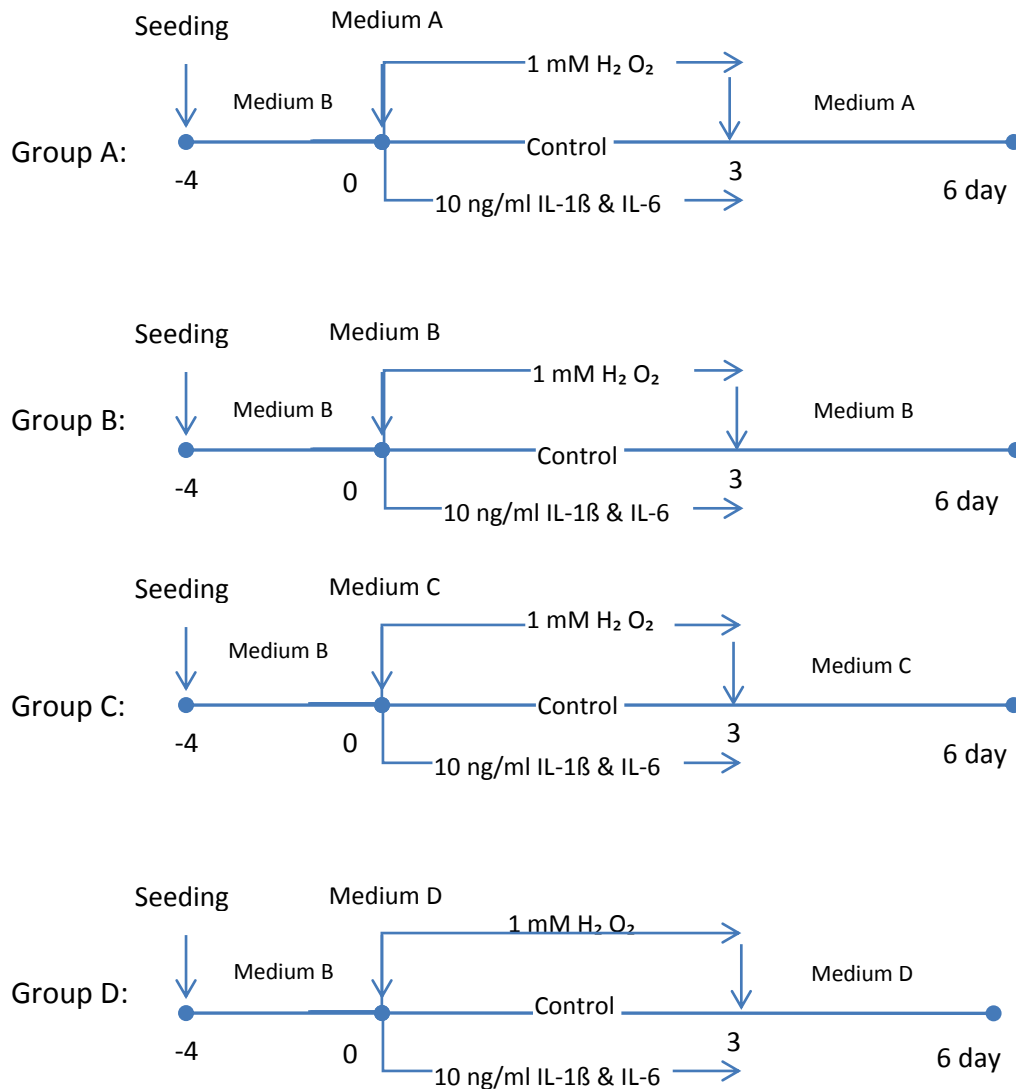 Seeding
Medium A
1 mM H₂ O₂
Medium B
Medium A
Group A:
Control
-4
0
3
6 day
10 ng/ml IL-1ß & IL-6
Seeding
Medium B
1 mM H₂ O₂
Medium B
Medium B
Group B:
Control
-4
0
3
6 day
10 ng/ml IL-1ß & IL-6
Seeding
Medium C
1 mM H₂ O₂
Medium B
Medium C
Group C:
Control
-4
0
3
6 day
10 ng/ml IL-1ß & IL-6
Seeding
Medium D
1 mM H₂ O₂
Medium B
Medium D
Group D:
Control
-4
0
3
6 day
10 ng/ml IL-1ß & IL-6